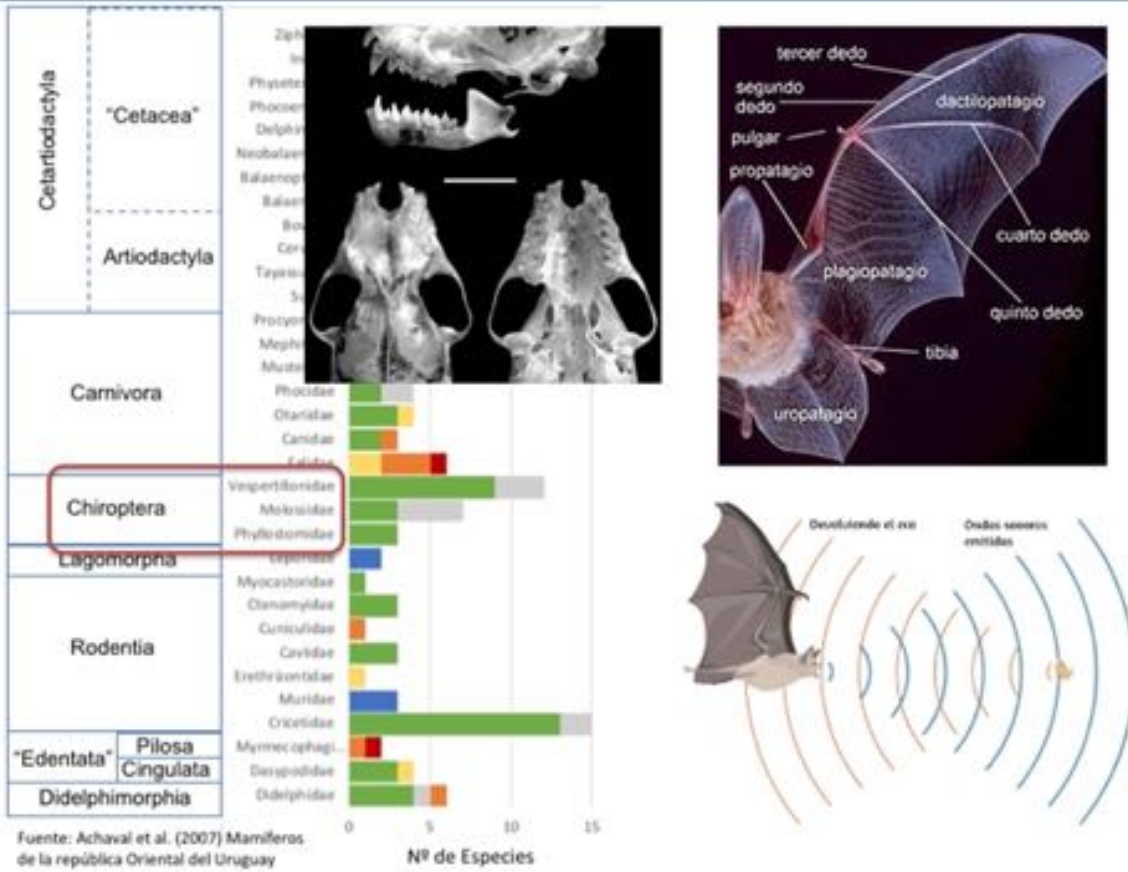 Cetartiodactyla
"Cetacea"
Artiodactyla
Carnivora
Chiroptera
Lagomorpha
Rodentia
"Edentata"
Pilosa
Cingulata
Didelphimorphia
Phocidae
Otariidae
Canidae
Felidae
Vespertilionidae
Molossidae
Phyllostomidae
Leporidae
Myocastoridae
Ctenomyidae
Cuniculidae
Caviidae
Erethizontidae
Muridae
Cricetidae
Myrmecophagi...
Dasypodidae
Didelphidae
0
5
10
15
Nº de Especies
Fuente: Achaval et al. (2007) Mamíferos
de la república Oriental del Uruguay
tercer dedo
segundo
dedo
pulgar
propatagio
dactilopatagio
cuarto dedo
plagiopatagio
quinto dedo
tibia
uropatagio
Devolviendo el eco
Ondas sonoras
emitidas